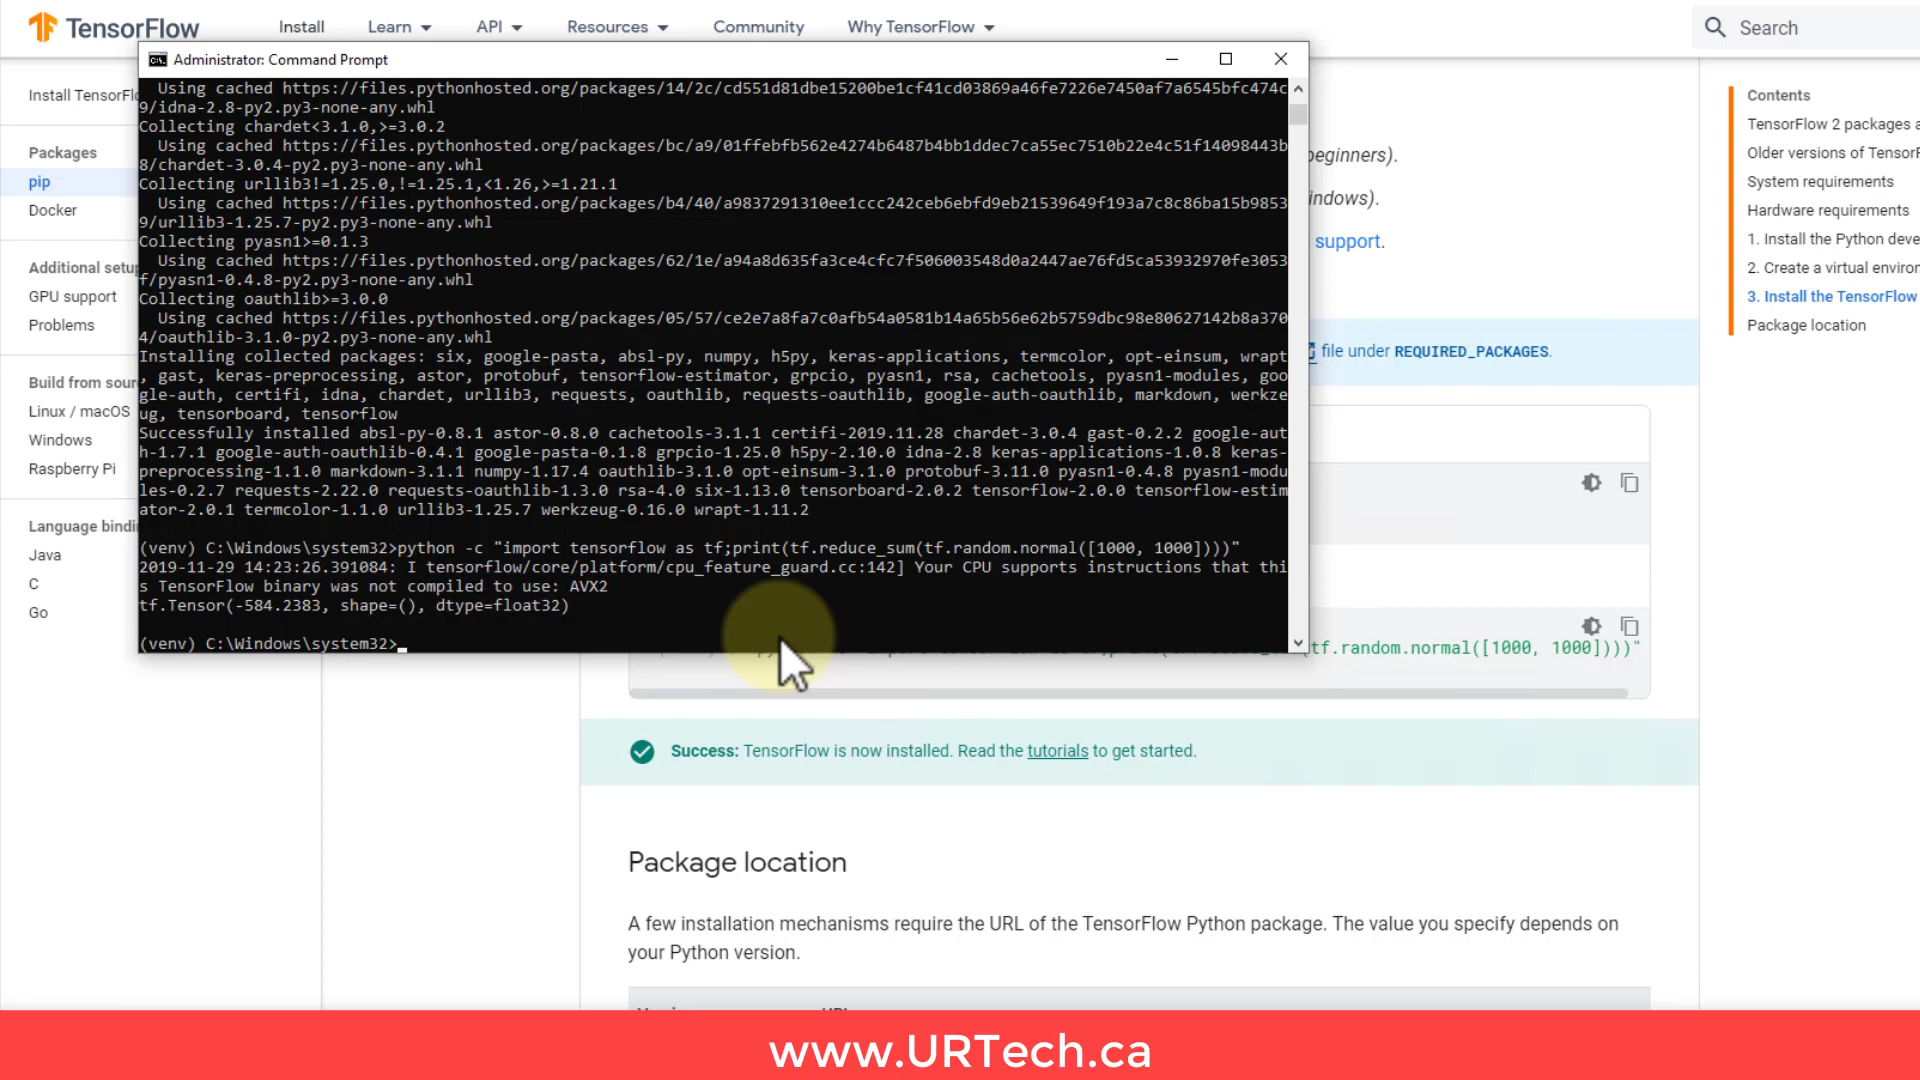 TensorFlow
Install
Learn
API
Resources
Community
Why TensorFlow
Search
Administrator: Command Prompt
Using cached https://files.pythonhosted.org/packages/14/2c/cd551d81dbe15200be1cf41cd03869a46fe7226e7450af7a6545bfc474c
9/idna-2.8-py2.py3-none-any.whl
Collecting chardet<3.1.0,>=3.0.2
Using cached https://files.pythonhosted.org/packages/bc/a9/01ffebfb562e4274b6487b4bb1ddec7ca55ec7510b22e4c51f14098443b
8/chardet-3.0.4-py2.py3-none-any.whl
Collecting urllib3!=1.25.0,!=1.25.1,<1.26,>=1.21.1
Using cached https://files.pythonhosted.org/packages/b4/40/a9837291310ee1ccc242ceb6ebfd9eb21539649f193a7c8c86ba15b9853
9/urllib3-1.25.7-py2.py3-none-any.whl
Collecting pyasn1>=0.1.3
Using cached https://files.pythonhosted.org/packages/62/1e/a94a8d635fa3ce4cfc7f506003548d0a2447ae76fd5ca53932970fe3053
f/pyasn1-0.4.8-py2.py3-none-any.whl
Collecting oauthlib>=3.0.0
Using cached https://files.pythonhosted.org/packages/05/57/ce2e7a8fa7c0afb54a0581b14a65b56e62b5759dbc98e80627142b8a370
4/oauthlib-3.1.0-py2.py3-none-any.whl
Installing collected packages: six, google-pasta, absl-py, numpy, h5py, keras-applications, termcolor, opt-einsum, wrapt
, gast, keras-preprocessing, astor, protobuf, tensorflow-estimator, grpcio, pyasn1, rsa, cachetools, pyasn1-modules, goo
gle-auth, certifi, idna, chardet, urllib3, requests, oauthlib, requests-oauthlib, google-auth-oauthlib, markdown, werkze
ug, tensorboard, tensorflow
Successfully installed absl-py-0.8.1 astor-0.8.0 cachetools-3.1.1 certifi-2019.11.28 chardet-3.0.4 gast-0.2.2 google-aut
h-1.7.1 google-auth-oauthlib-0.4.1 google-pasta-0.1.8 grpcio-1.25.0 h5py-2.10.0 idna-2.8 keras-applications-1.0.8 keras-
preprocessing-1.1.0 markdown-3.1.1 numpy-1.17.4 oauthlib-3.1.0 opt-einsum-3.1.0 protobuf-3.11.0 pyasn1-0.4.8 pyasn1-modu
les-0.2.7 requests-2.22.0 requests-oauthlib-1.3.0 rsa-4.0 six-1.13.0 tensorboard-2.0.2 tensorflow-2.0.0 tensorflow-estim
ator-2.0.1 termcolor-1.1.0 urllib3-1.25.7 werkzeug-0.16.0 wrapt-1.11.2
(venv) C:\Windows\system32>python -c "import tensorflow as tf;print(tf.reduce_sum(tf.random.normal([1000, 1000])))"
2019-11-29 14:23:26.391084: I tensorflow/core/platform/cpu_feature_guard.cc:142] Your CPU supports instructions that thi
s TensorFlow binary was not compiled to use: AVX2
tf.Tensor(-584.2383, shape=(), dtype=float32)
(venv) C:\Windows\system32>
Install TensorFl
Packages
pip
Docker
Additional setu
GPU support
Problems
Build from sour
Linux / macOS
Windows
Raspberry Pi
Language bindi
Java
C
Go
beginners).
indows).
support.
file under REQUIRED_PACKAGES.
tf.random.normal([1000, 1000])))"
Success: TensorFlow is now installed. Read the tutorials to get started.
Package location
A few installation mechanisms require the URL of the TensorFlow Python package. The value you specify depends on
your Python version.
Contents
TensorFlow 2 packages a
Older versions of TensorF
System requirements
Hardware requirements
1. Install the Python deve
2. Create a virtual environ
3. Install the TensorFlow
Package location
www.URTech.ca